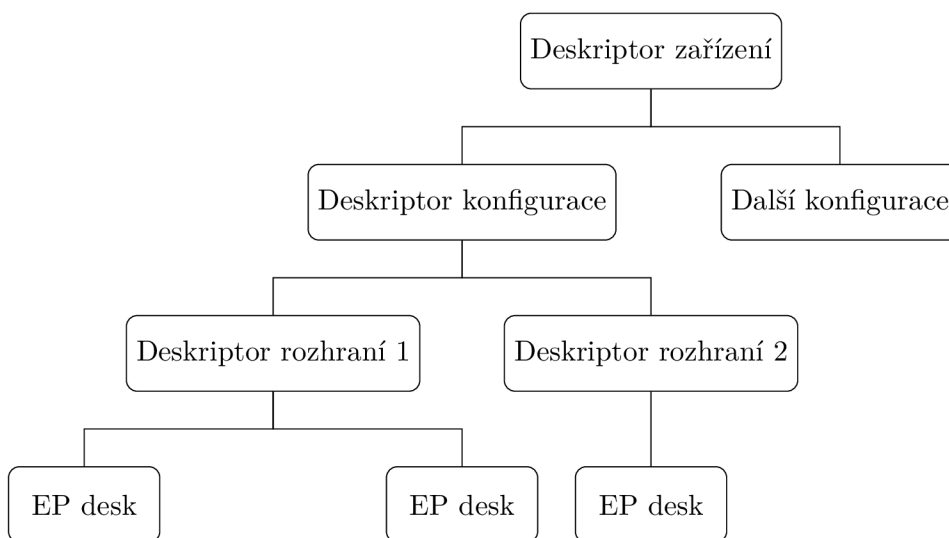 Deskriptor zařízení
Deskriptor konfigurace
Další konfigurace
Deskriptor rozhraní 1
Deskriptor rozhraní 2
EP desk
EP desk
EP desk